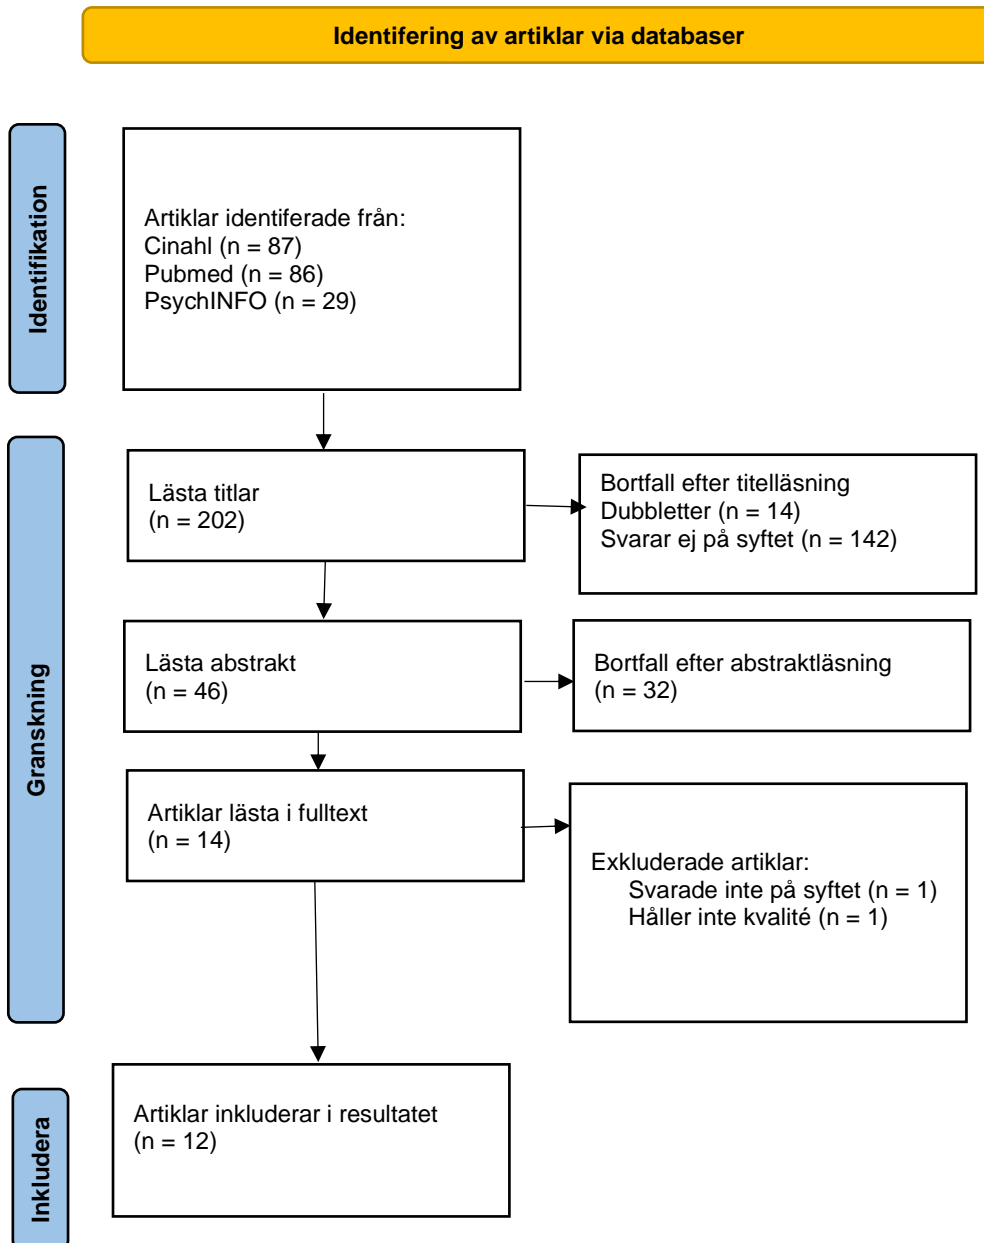 Identifering av artiklar via databaser
Identifikation
Artiklar identiferade från:
Cinahl (n = 87)
Pubmed (n = 86)
PsychINFO (n = 29)
Granskning
Lästa titlar
(n = 202)
Bortfall efter titelläsning
Dubbletter (n = 14)
Svarar ej på syftet (n = 142)
Lästa abstrakt
(n = 46)
Bortfall efter abstraktläsning
(n = 32)
Artiklar lästa i fulltext
(n = 14)
Exkluderade artiklar:
Svarade inte på syftet (n = 1)
Håller inte kvalité (n = 1)
Inkludera
Artiklar inkluderar i resultatet
(n = 12)